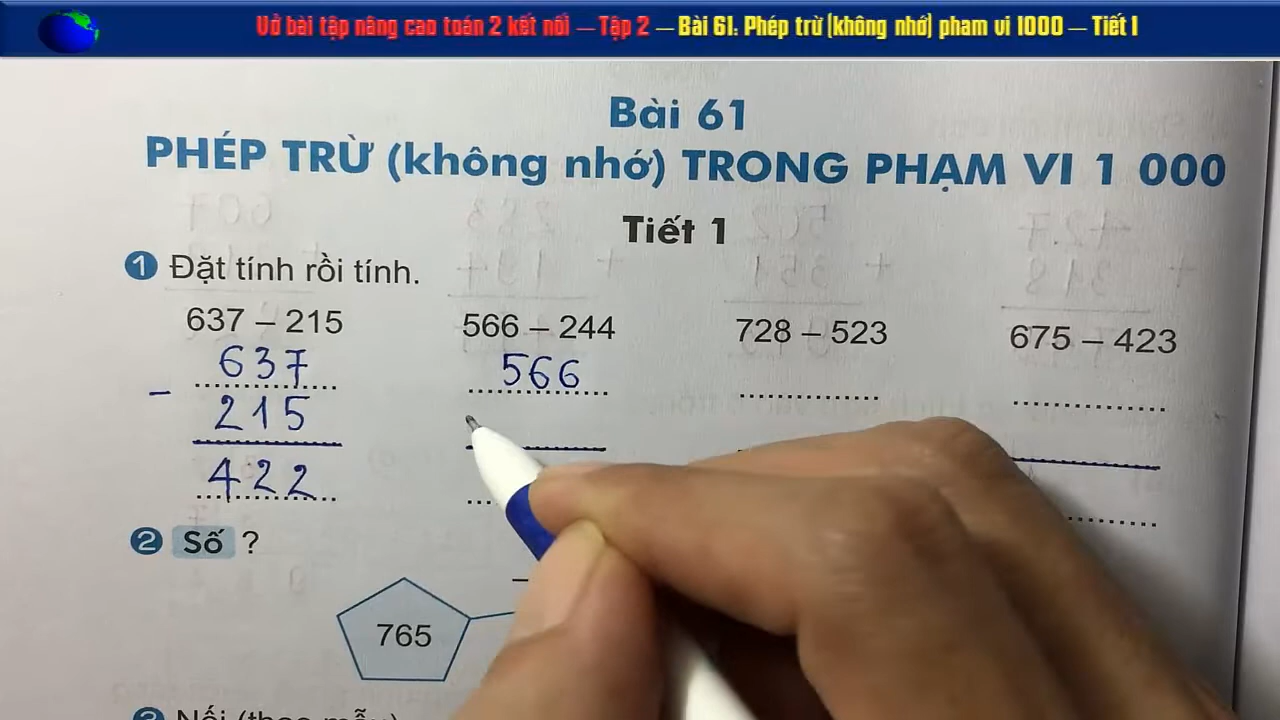 Vở bài tập nâng cao toán 2 kết nối – Tập 2 – Bài 61: Phép trừ (không nhớ) pham vi 1000 – Tiết 1
Bài 61
PHÉP TRỪ (không nhớ) TRONG PHẠM VI 1 000
Tiết 1
1 Đặt tính rồi tính.
637 – 215 566 – 244 728 – 523 675 – 423
637 566
–
215
422
2 Số ?
765